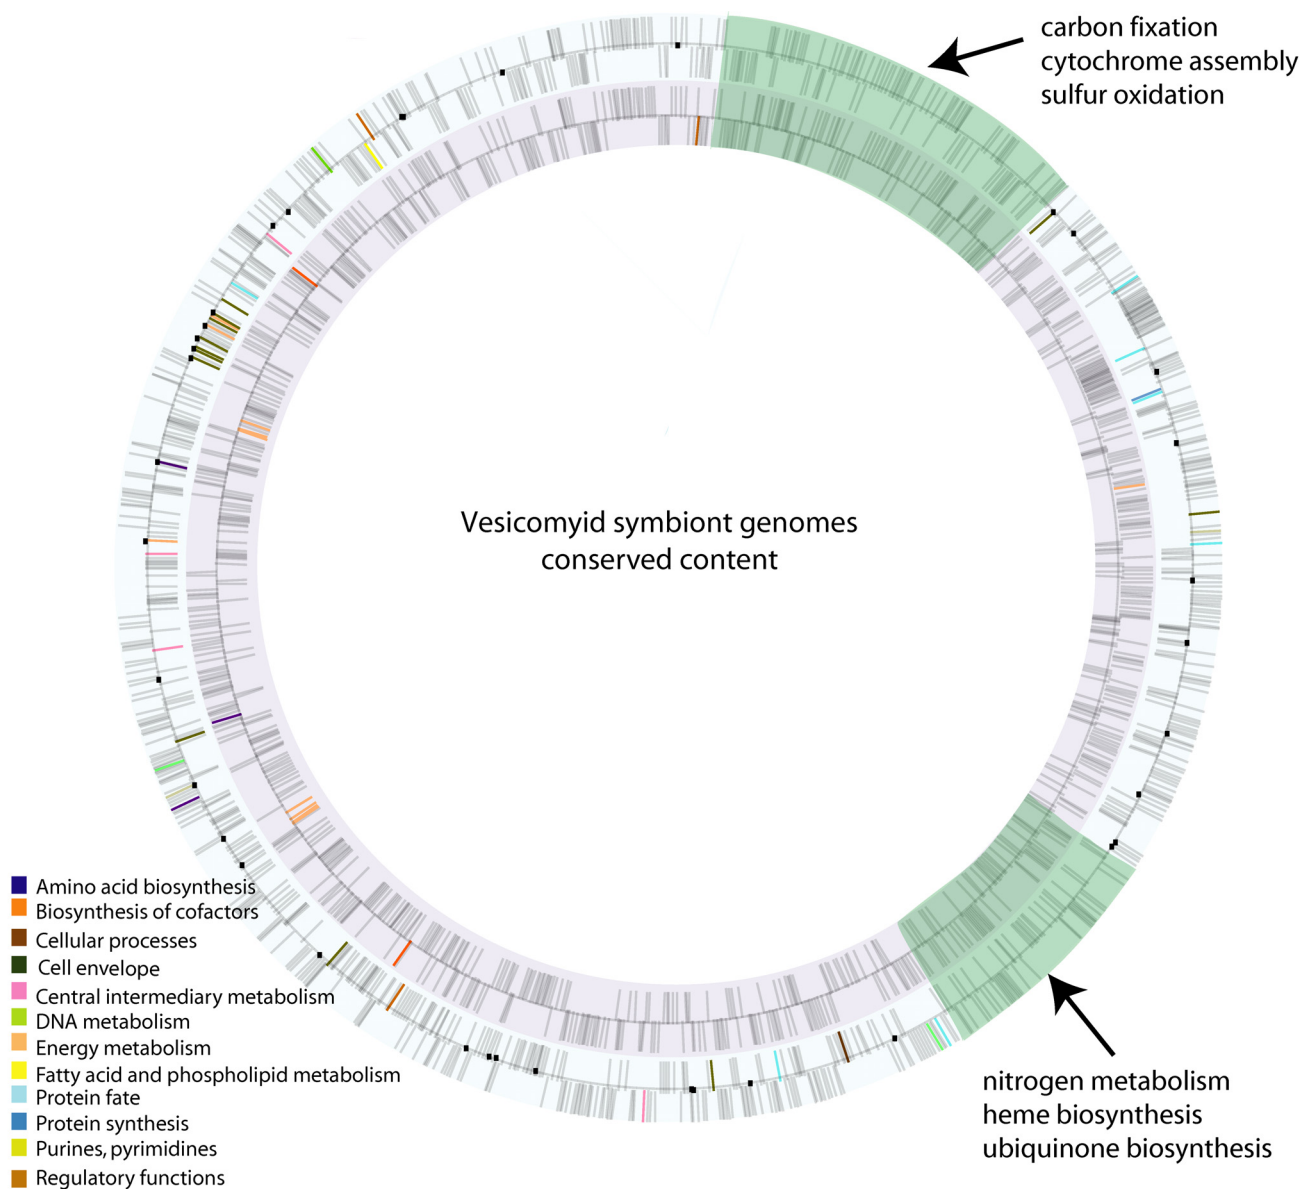 carbon fixation
cytochrome assembly
sulfur oxidation
Vesicomyid symbiont genomes
conserved content
Amino acid biosynthesis
Biosynthesis of cofactors
Cellular processes
Cell envelope
Central intermediary metabolism
DNA metabolism
Energy metabolism
Fatty acid and phospholipid metabolism
Protein fate
Protein synthesis
Purines, pyrimidines
Regulatory functions
nitrogen metabolism
heme biosynthesis
ubiquinone biosynthesis